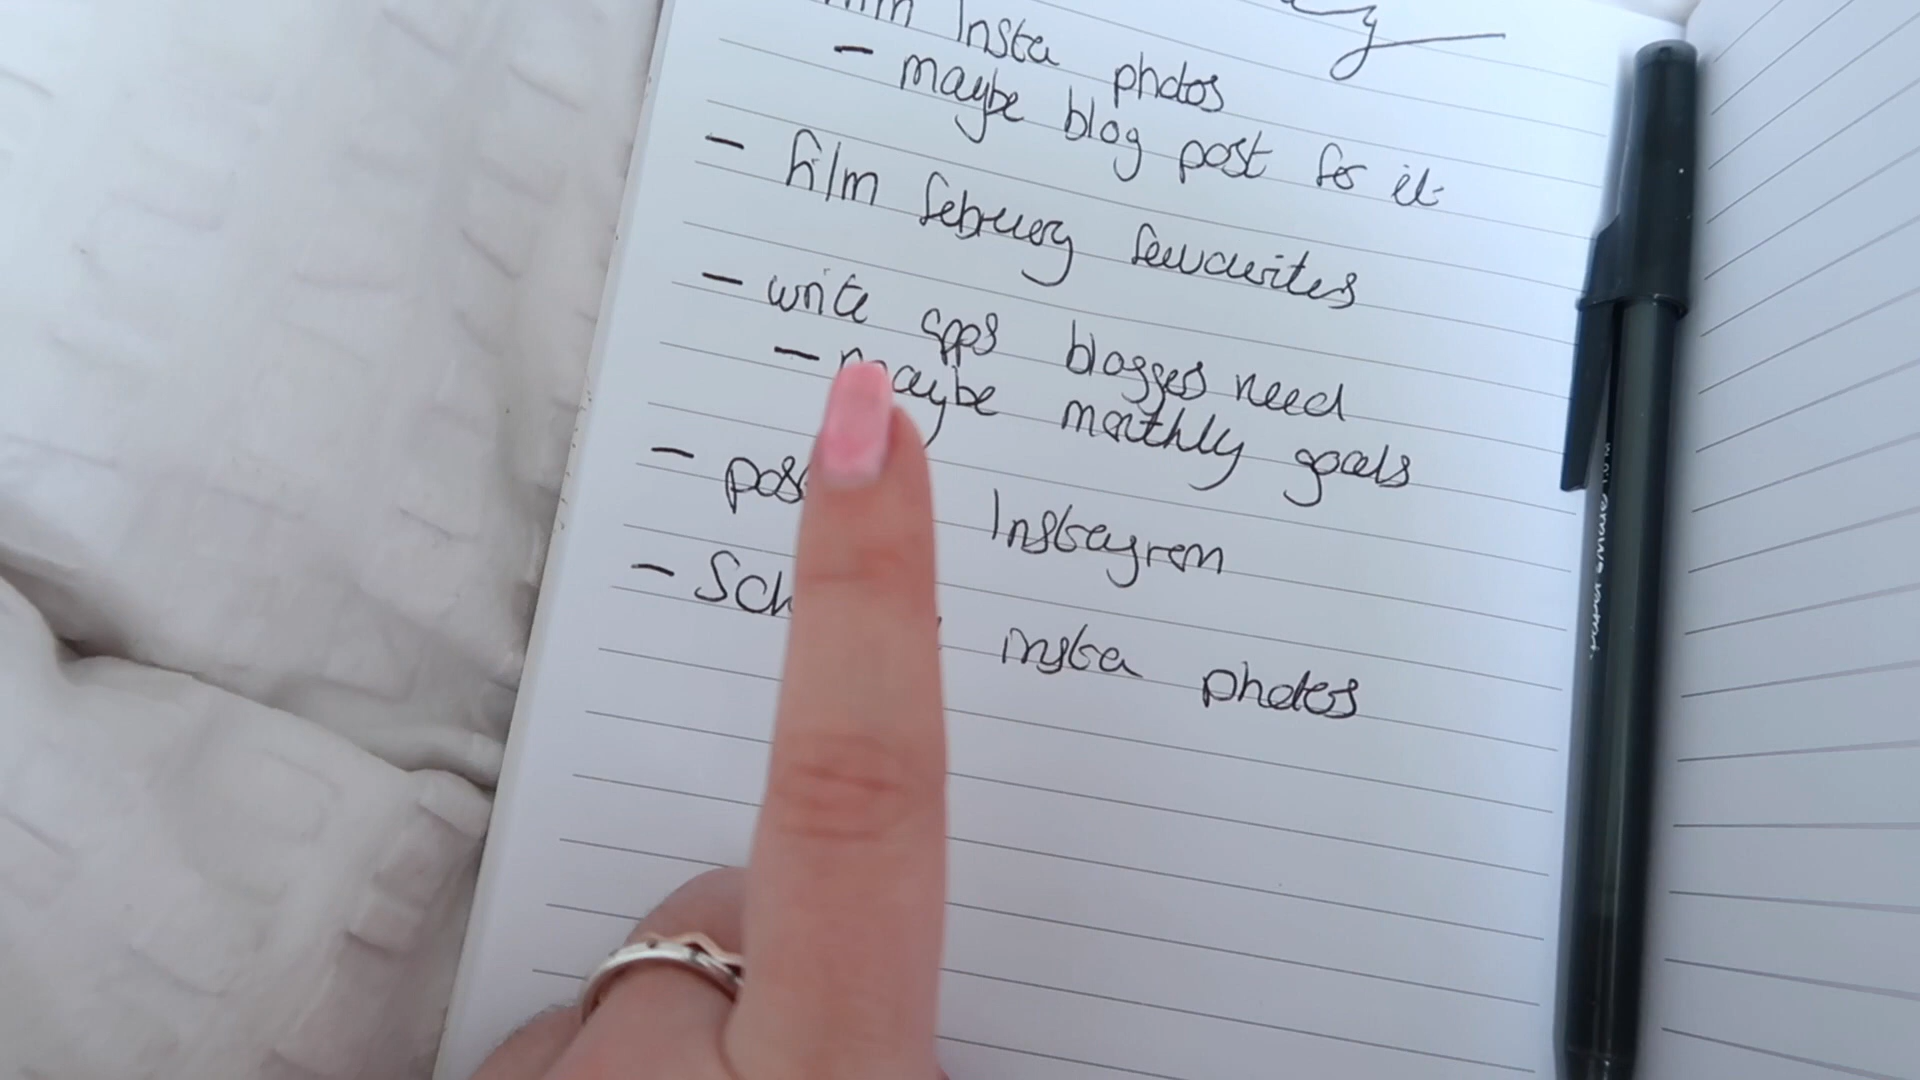 Insta photos
- maybe blog post for it
- film february favourites
- write apps bloggers need
- maybe monthly goals
- Instagram
- insta photos